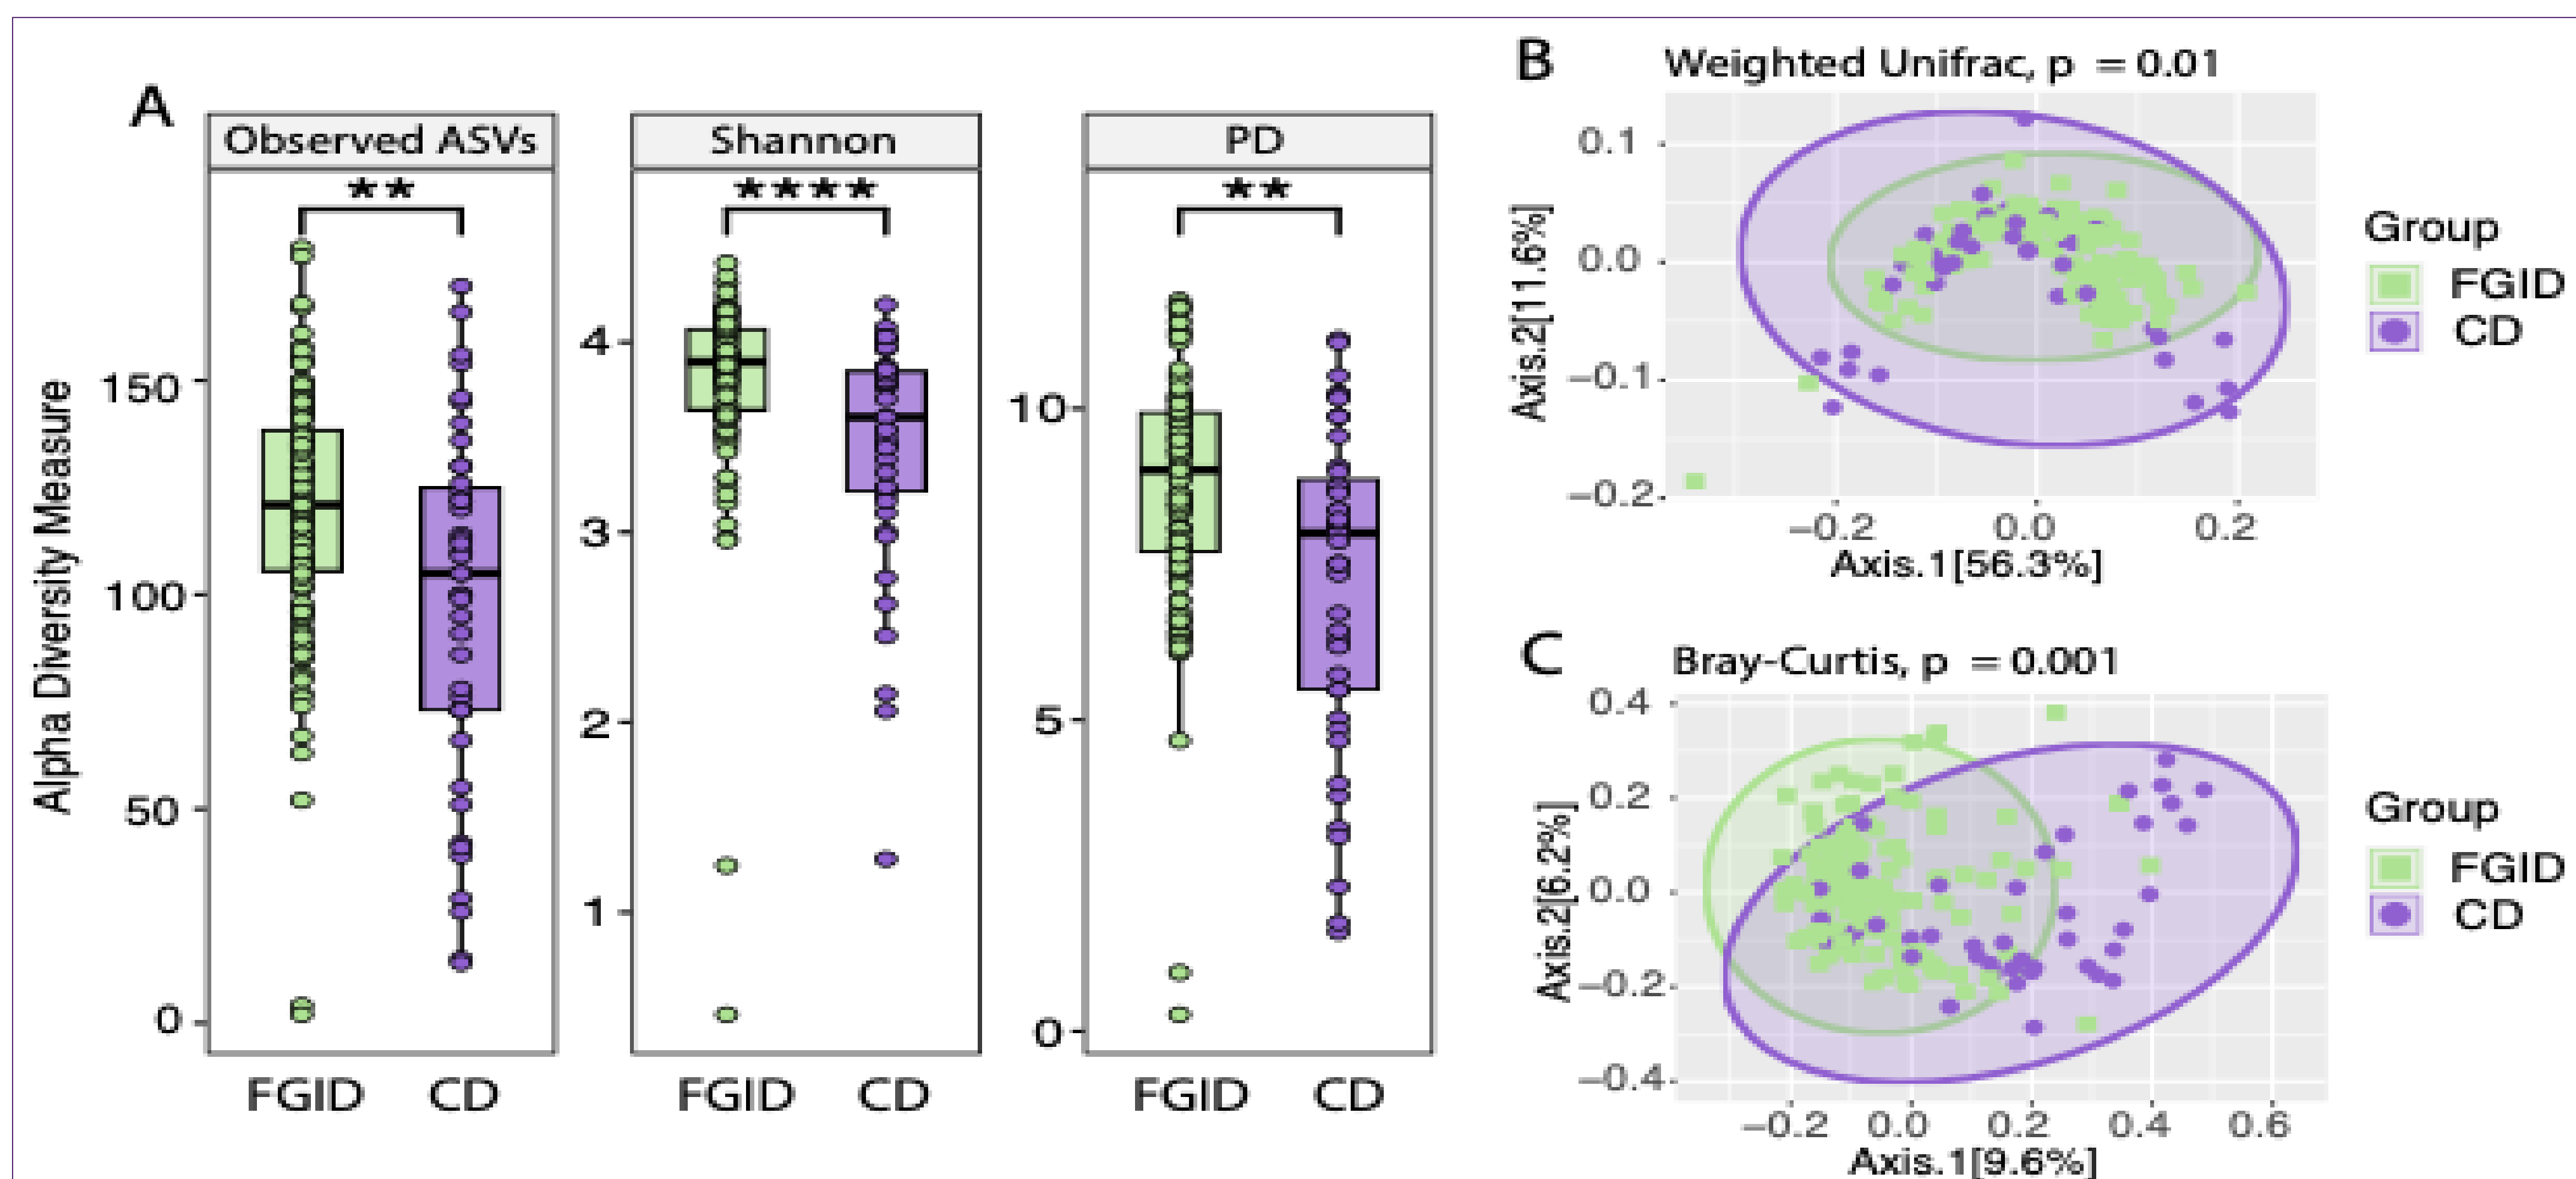 A
Observed ASVs
Shannon
PD
**
****
**
Alpha Diversity Measure
150
100
50
0
4
3
2
1
10
5
0
FGID
CD
FGID
CD
FGID
CD
B
Weighted Unifrac, p = 0.01
Axis.2[11.6%]
0.1
0.0
−0.1
−0.2
−0.2
0.0
0.2
Axis.1[56.3%]
Group
FGID
CD
C
Bray-Curtis, p = 0.001
Axis.2[6.2%]
0.4
0.2
0.0
−0.2
−0.4
−0.2
0.0
0.2
0.4
0.6
Axis.1[9.6%]
Group
FGID
CD